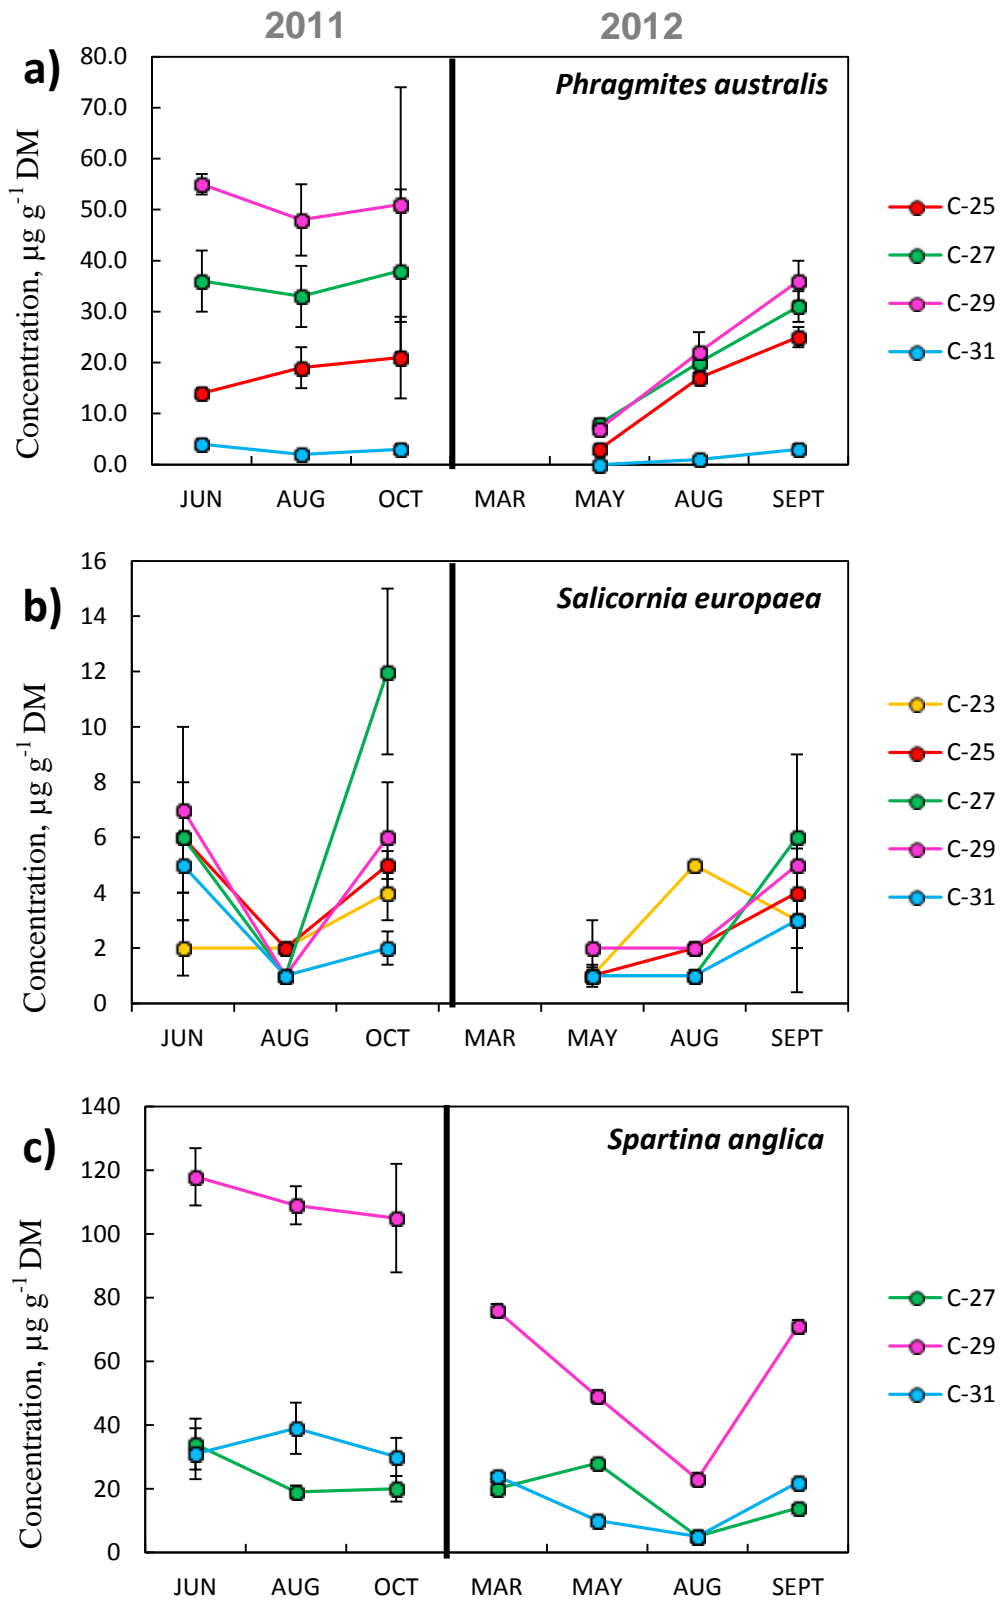 2011 2012
a)
Phragmites australis
Concentration, µg g-1 DM
80.0
70.0
60.0
50.0
40.0
30.0
20.0
10.0
0.0
JUN AUG OCT MAR MAY AUG SEPT
C-25
C-27
C-29
C-31
b)
Salicornia europaea
Concentration, µg g-1 DM
16
14
12
10
8
6
4
2
0
JUN AUG OCT MAR MAY AUG SEPT
C-23
C-25
C-27
C-29
C-31
c)
Spartina anglica
Concentration, µg g-1 DM
140
120
100
80
60
40
20
0
JUN AUG OCT MAR MAY AUG SEPT
C-27
C-29
C-31